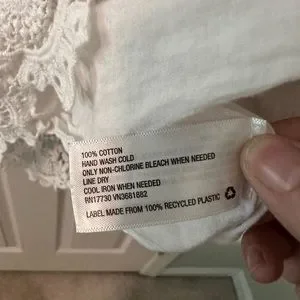 100% COTTON
HAND WASH COLD
ONLY NON-CHLORINE BLEACH WHEN NEEDED
LINE DRY
COOL IRON WHEN NEEDED
RN17730 VN3681882
LABEL MADE FROM 100% RECYCLED PLASTIC